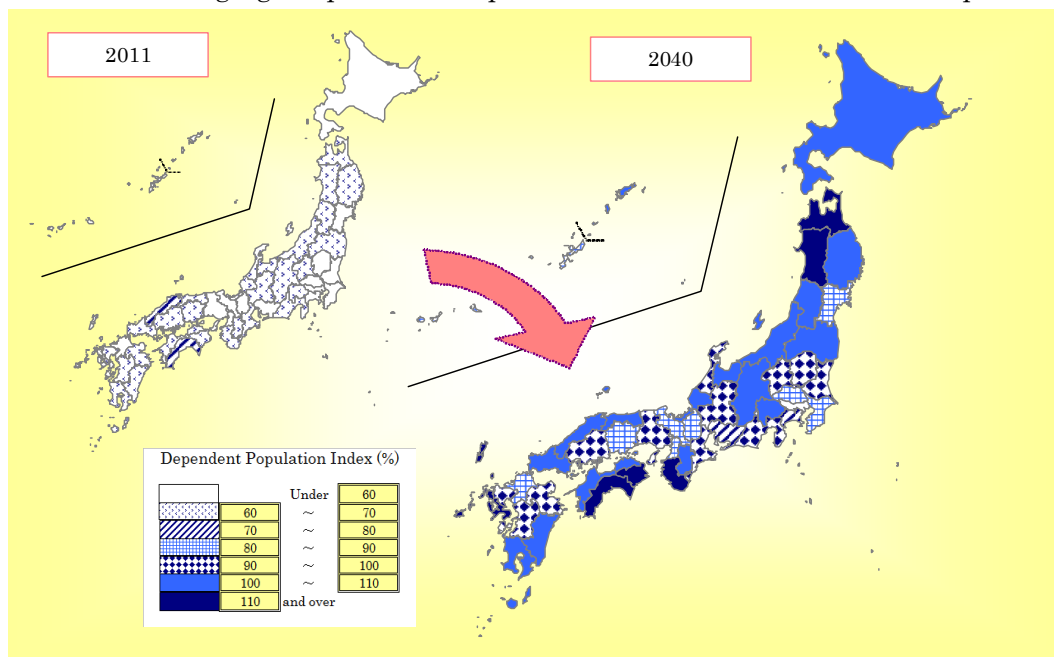 2011
2040
Dependent Population Index (%)
Under 60
60 ~ 70
70 ~ 80
80 ~ 90
90 ~ 100
100 ~ 110
110 and over